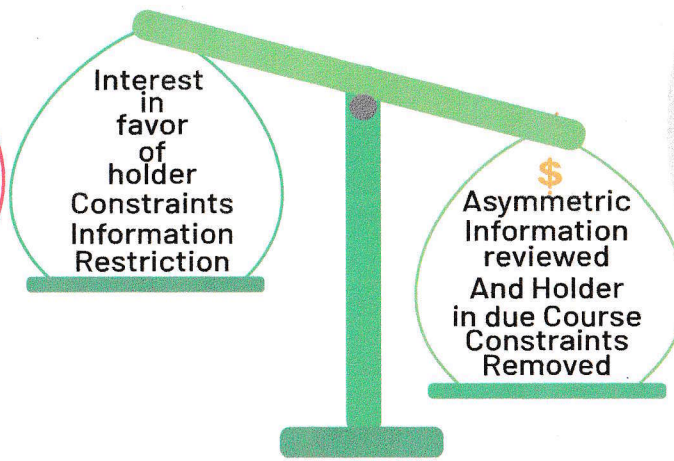 Interest
in
favor
of
holder
Constraints
Information
Restriction
$
Asymmetric
Information
reviewed
And Holder
in due Course
Constraints
Removed